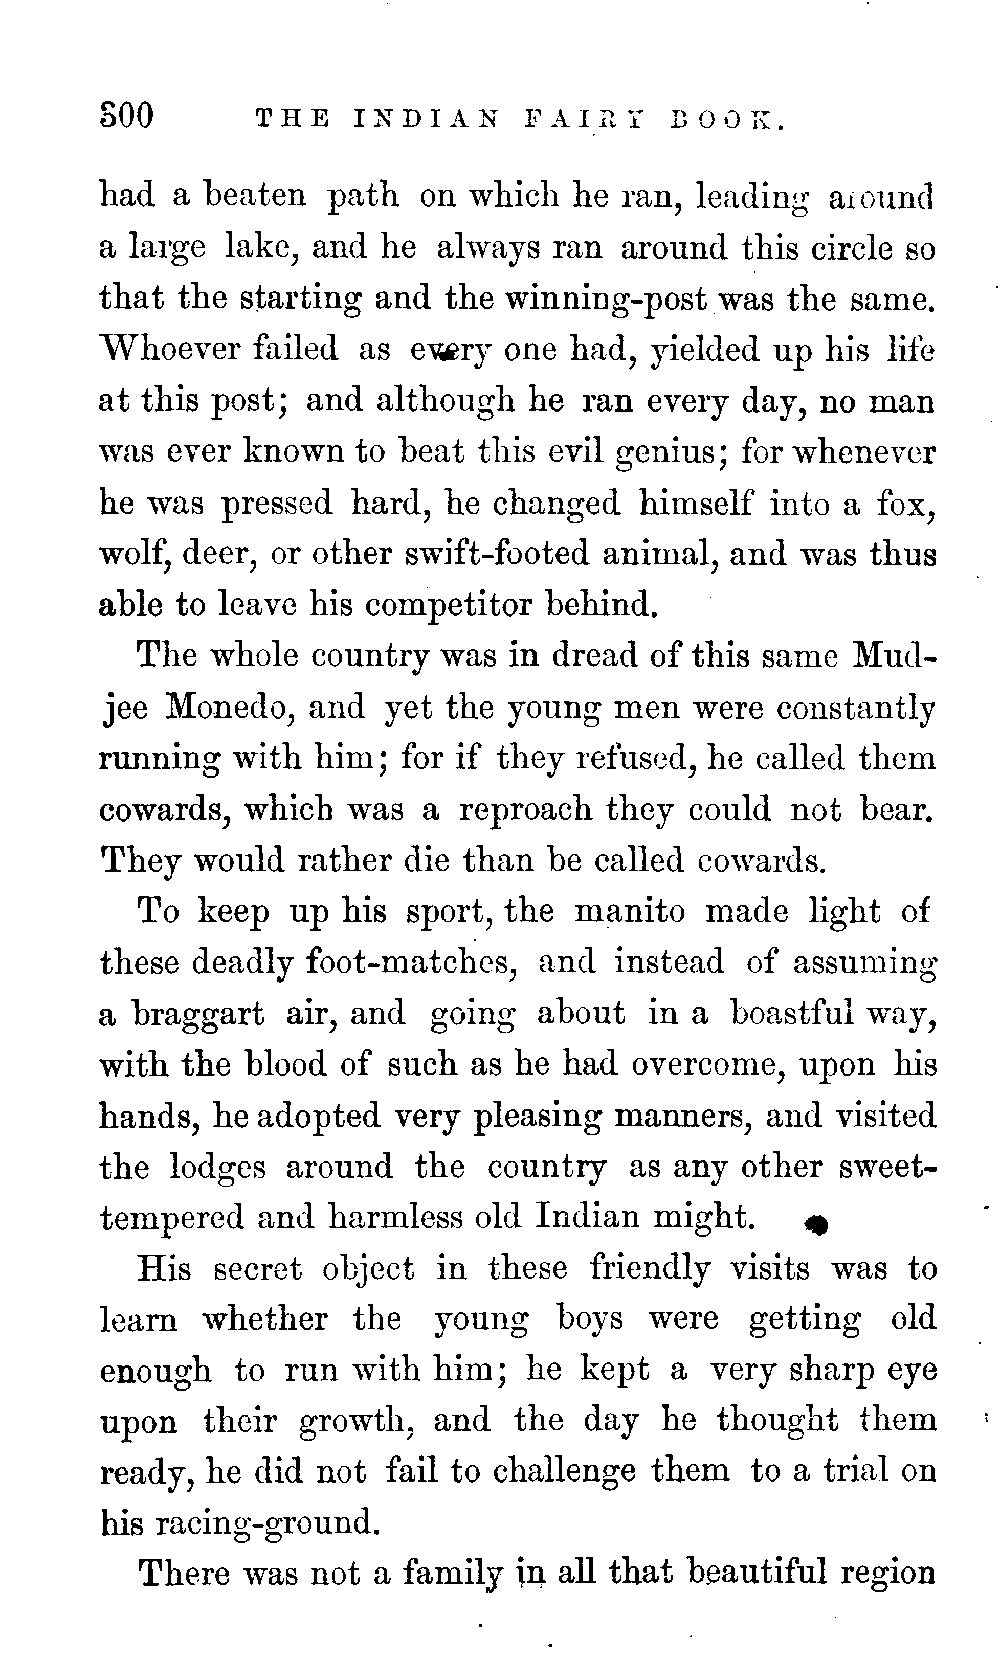 300 THE INDIAN FAIRY BOOK.
had a beaten path on which he ran, leading around
a large lake, and he always ran around this circle so
that the starting and the winning-post was the same.
Whoever failed as every one had, yielded up his life
at this post; and although he ran every day, no man
was ever known to beat this evil genius; for whenever
he was pressed hard, he changed himself into a fox,
wolf, deer, or other swift-footed animal, and was thus
able to leave his competitor behind.
The whole country was in dread of this same Mud-
jee Monedo, and yet the young men were constantly
running with him; for if they refused, he called them
cowards, which was a reproach they could not bear.
They would rather die than be called cowards.
To keep up his sport, the manito made light of
these deadly foot-matches, and instead of assuming
a braggart air, and going about in a boastful way,
with the blood of such as he had overcome, upon his
hands, he adopted very pleasing manners, and visited
the lodges around the country as any other sweet-
tempered and harmless old Indian might.
His secret object in these friendly visits was to
learn whether the young boys were getting old
enough to run with him; he kept a very sharp eye
upon their growth, and the day he thought them
ready, he did not fail to challenge them to a trial on
his racing-ground.
There was not a family in all that beautiful region